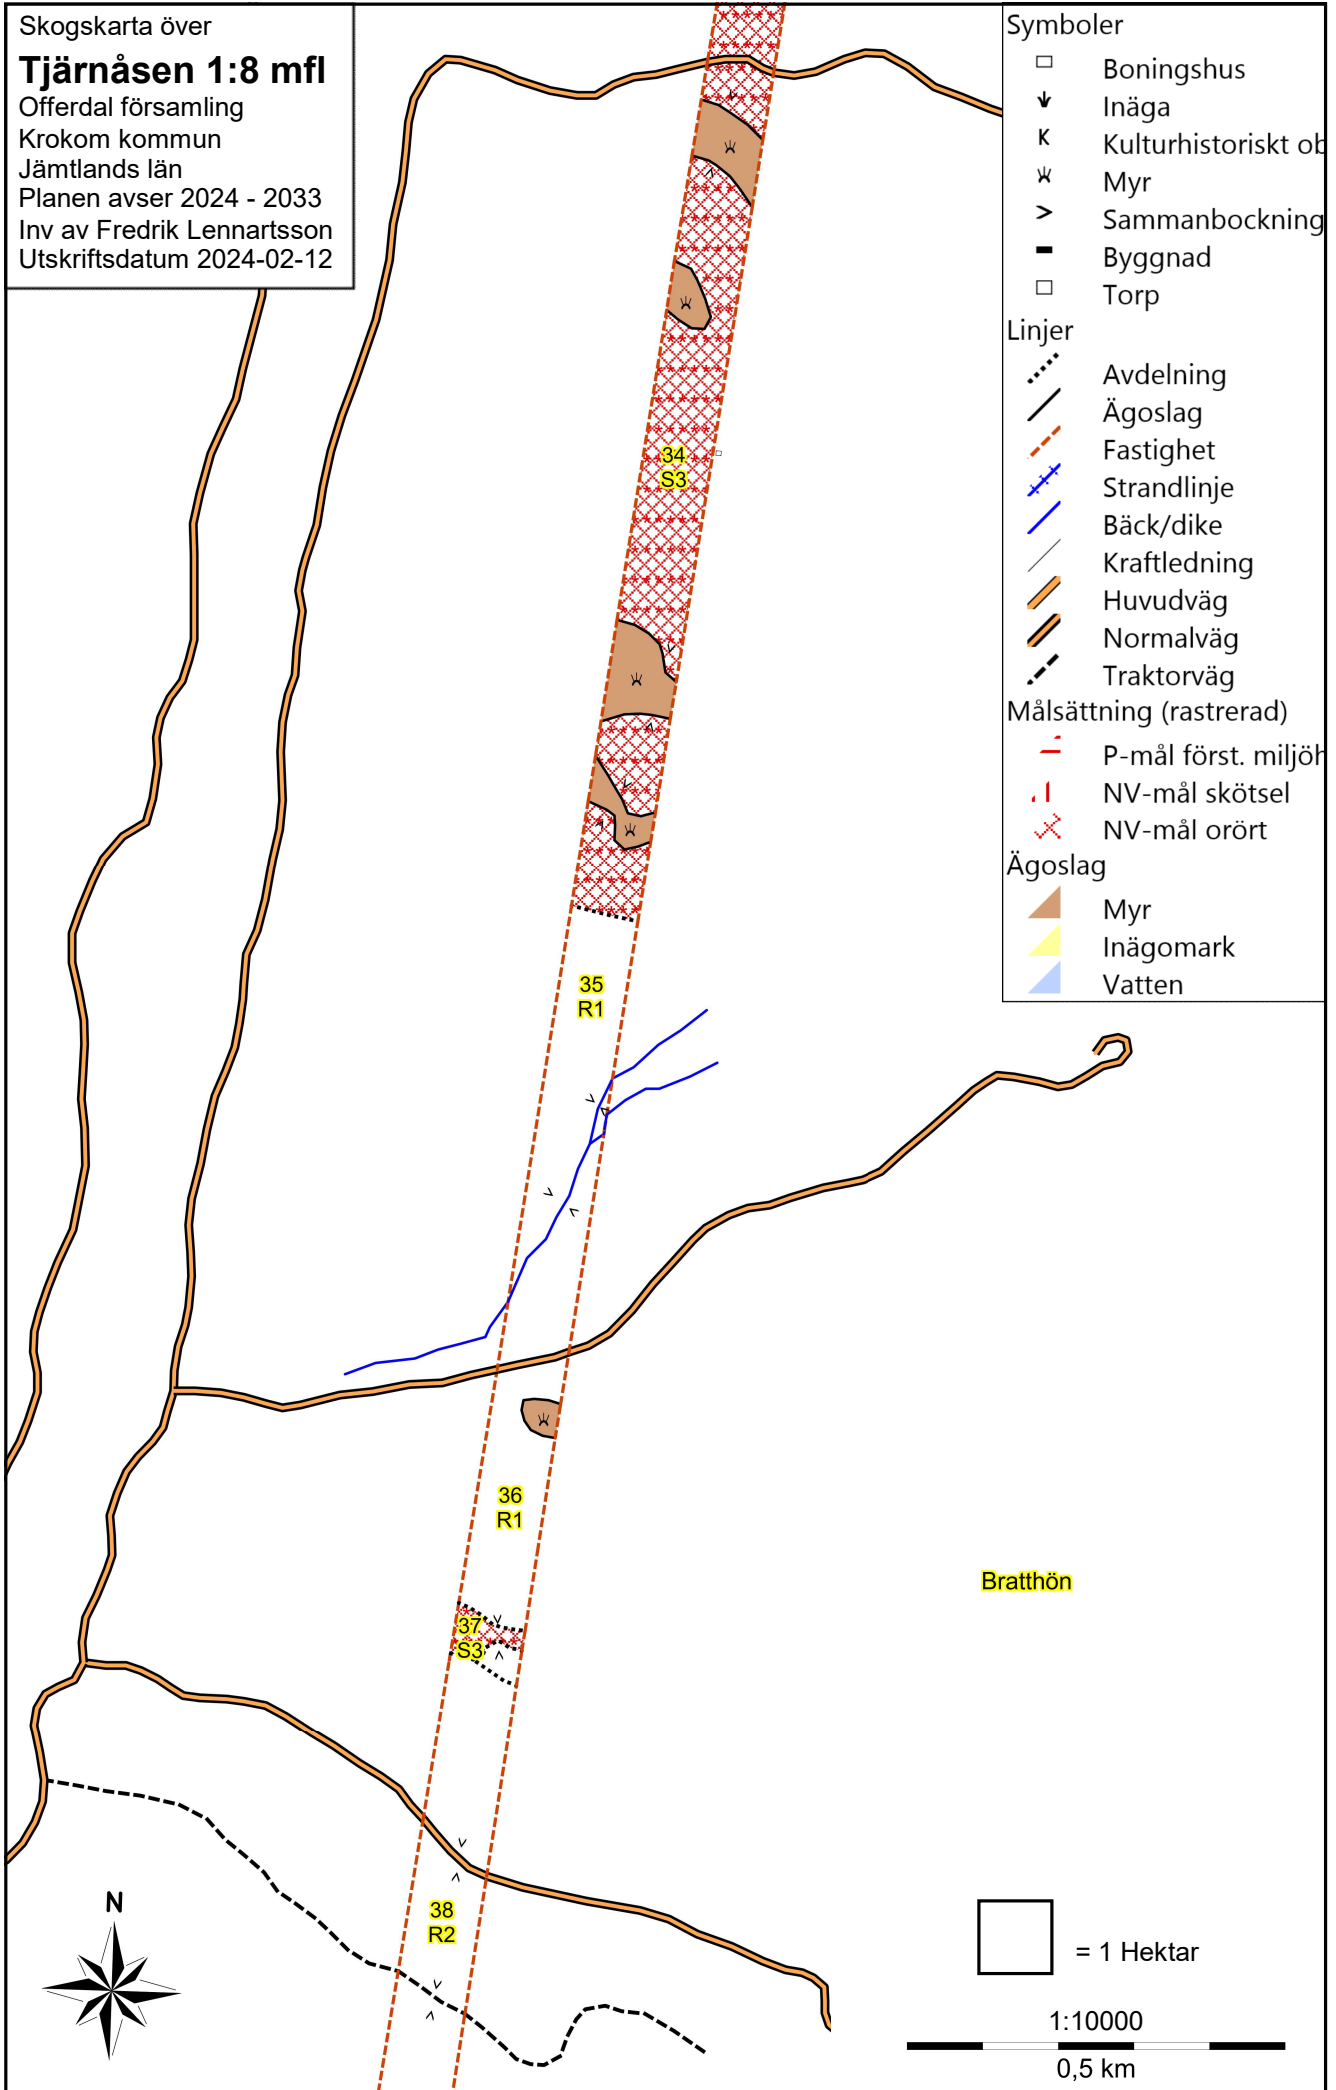 Skogskarta över
Tjärnåsen 1:8 mfl
Offerdal församling
Krokom kommun
Jämtlands län
Planen avser 2024 - 2033
Inv av Fredrik Lennartsson
Utskriftsdatum 2024-02-12
Symboler
Boningshus
Inäga
Kulturhistoriskt ob
Myr
Sammanbockning
Byggnad
Torp
Linjer
Avdelning
Ägoslag
Fastighet
Strandlinje
Bäck/dike
Kraftledning
Huvudväg
Normalväg
Traktorväg
Målsättning (rastrerad)
P-mål först. miljöh
NV-mål skötsel
NV-mål orört
Ägoslag
Myr
Inägomark
Vatten
34
S3
35
R1
36
R1
Bratthön
37
S3
38
R2
N
= 1 Hektar
1:10000
0,5 km